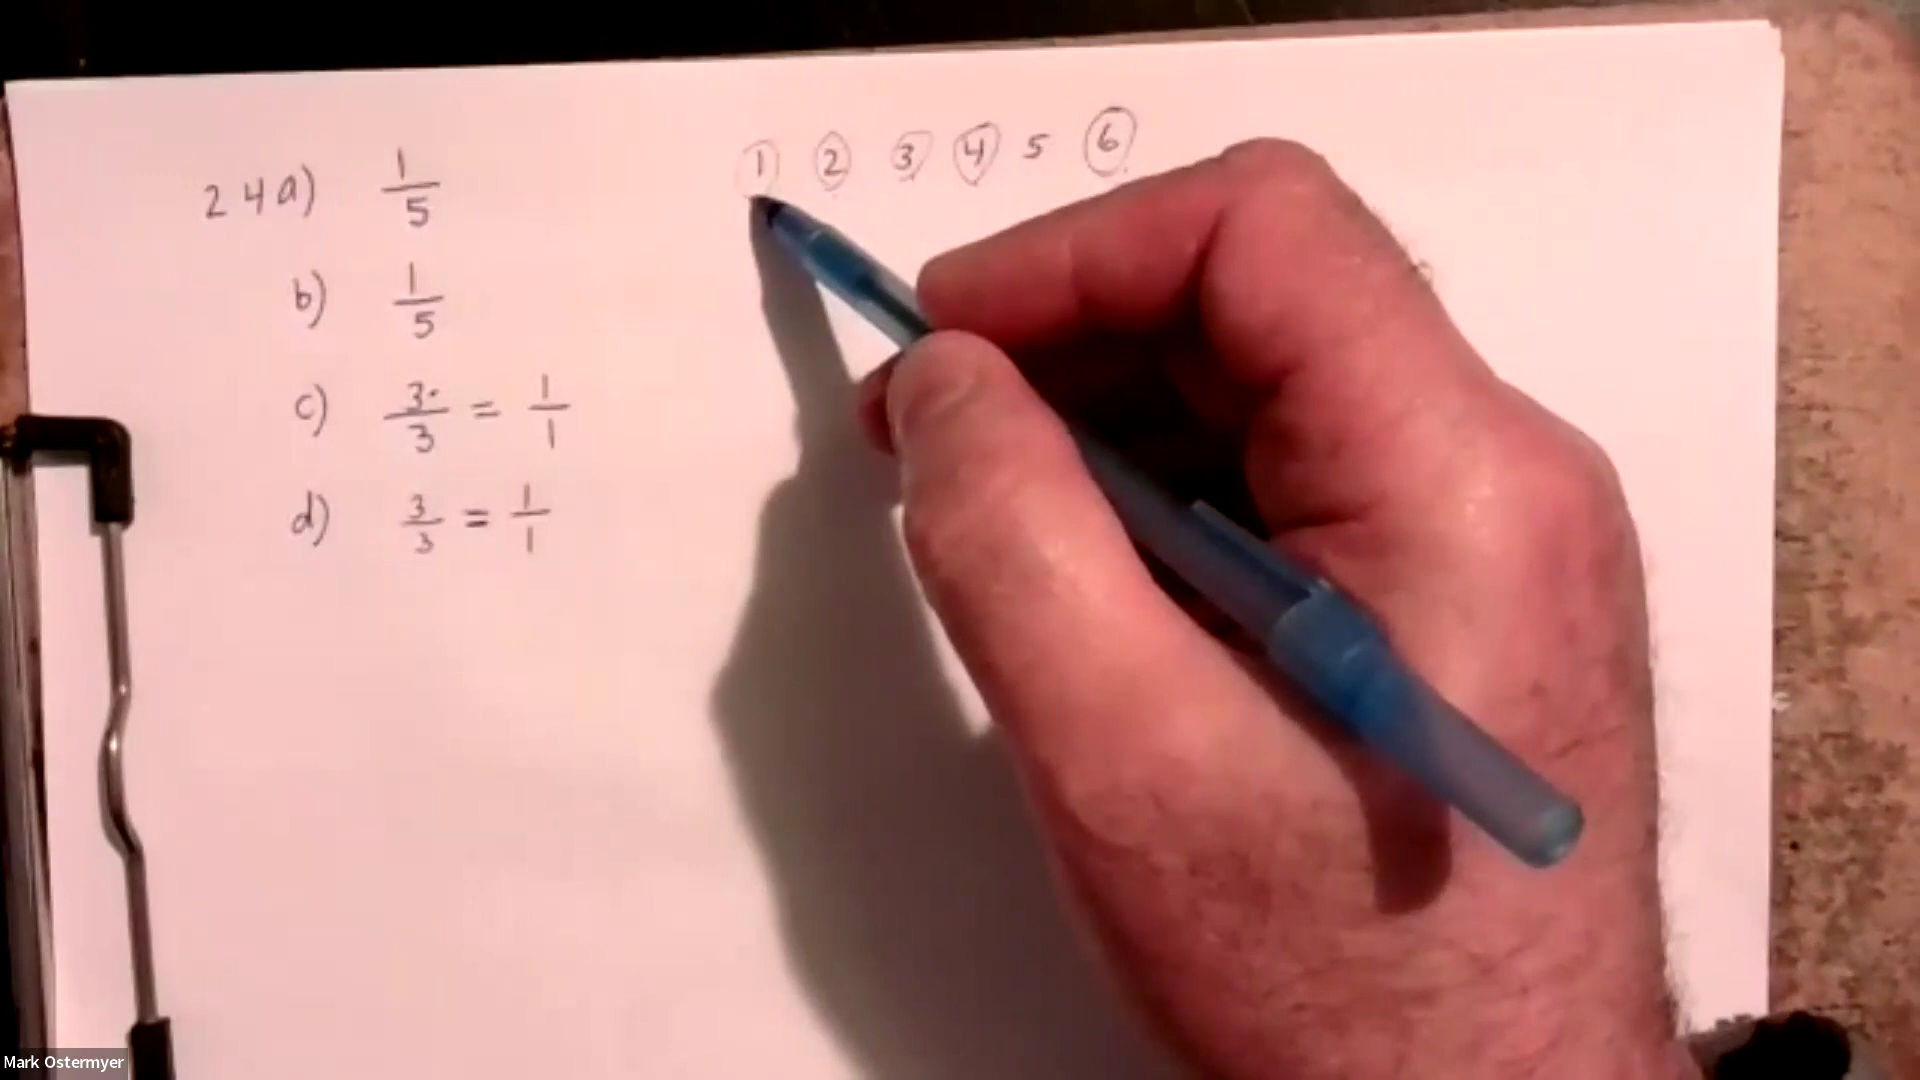 24a) 1/5
1 2 3 4 5 6
b) 1/5
c) 3/3 = 1/1
d) 3/3 = 1/1
Mark Ostermyer